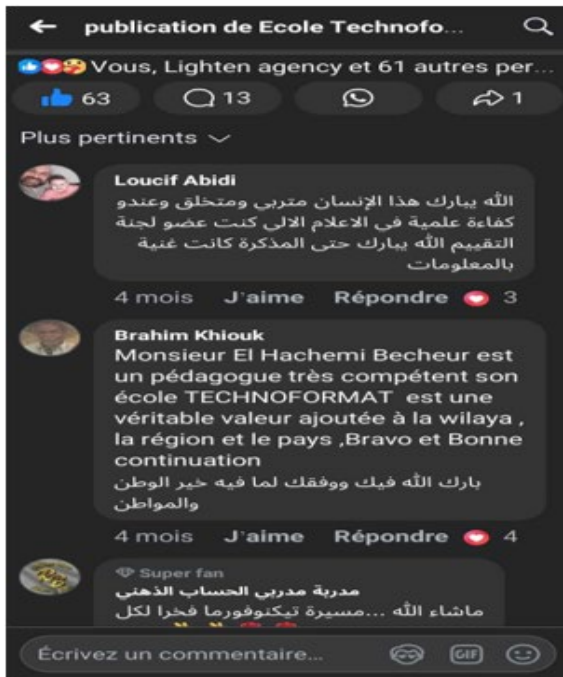 publication de Ecole Technofo...
Vous, Lighten agency et 61 autres per...
63
13
1
Plus pertinents
Loucif Abidi
الله يبارك هذا الإنسان متربي ومتخلق وعندو
كفاءة علمية في الاعلام الالى كنت عضو لجنة
التقييم الله يبارك حتى المذكرة كانت غنية
بالمعلومات
4 mois J'aime Répondre 3
Brahim Khiouk
Monsieur El Hachemi Becheur est
un pédagogue très compétent son
école TECHNOFORMAT est une
véritable valeur ajoutée à la wilaya ,
la région et le pays ,Bravo et Bonne
continuation
بارك الله فيك ووفقك لما فيه خير الوطن
والمواطن
4 mois J'aime Répondre 4
Super fan
مدربة مدربي الحساب الذهني
ماشاء الله ...مسيرة تيكنوفورما فخرا لكل
Écrivez un commentaire...
GIF